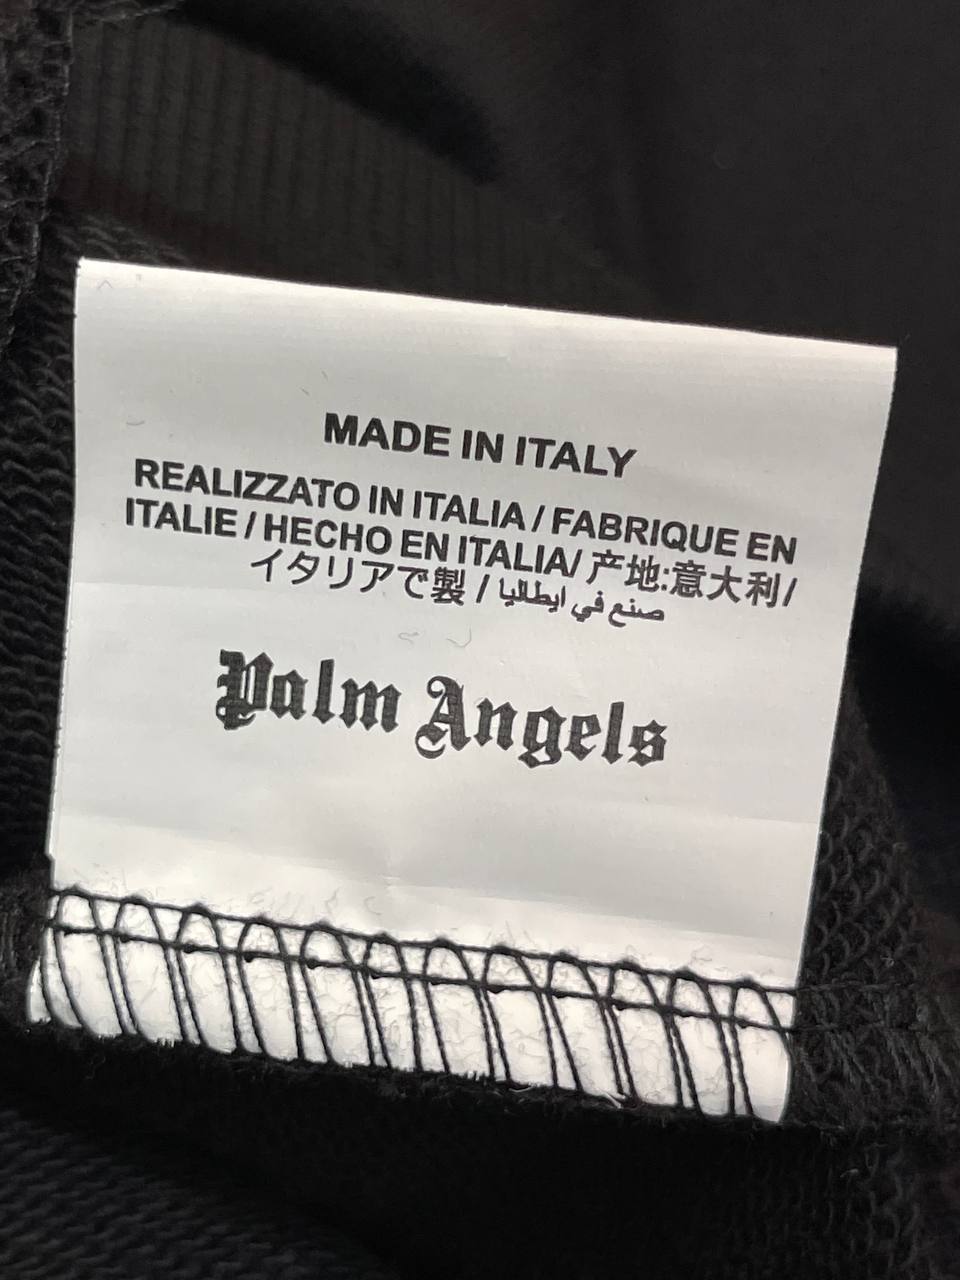 MADE IN ITALY
REALIZZATO IN ITALIA / FABRIQUE EN
ITALIE / HECHO EN ITALIA/ 产地:意大利/
イタリアで製 / صنع في ايطاليا
Palm Angels